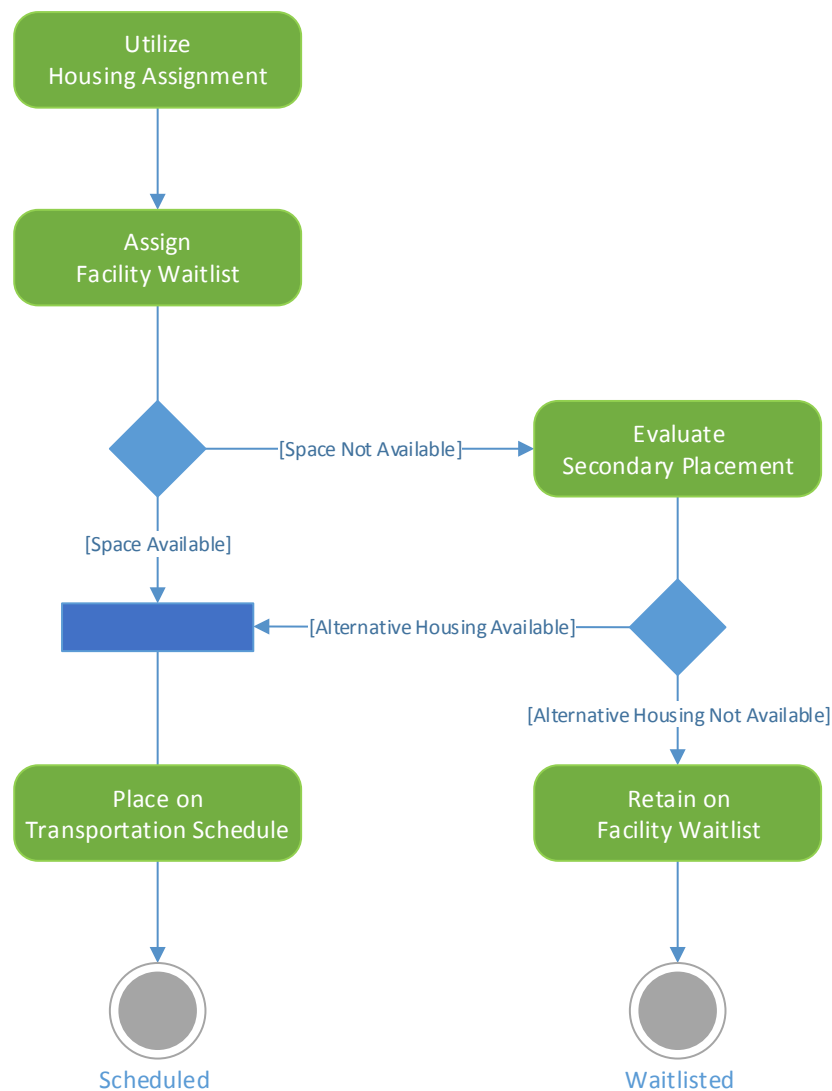 Utilize
Housing Assignment
Assign
Facility Waitlist
[Space Not Available]
Evaluate
Secondary Placement
[Space Available]
[Alternative Housing Available]
[Alternative Housing Not Available]
Place on
Transportation Schedule
Retain on
Facility Waitlist
Scheduled
Waitlisted